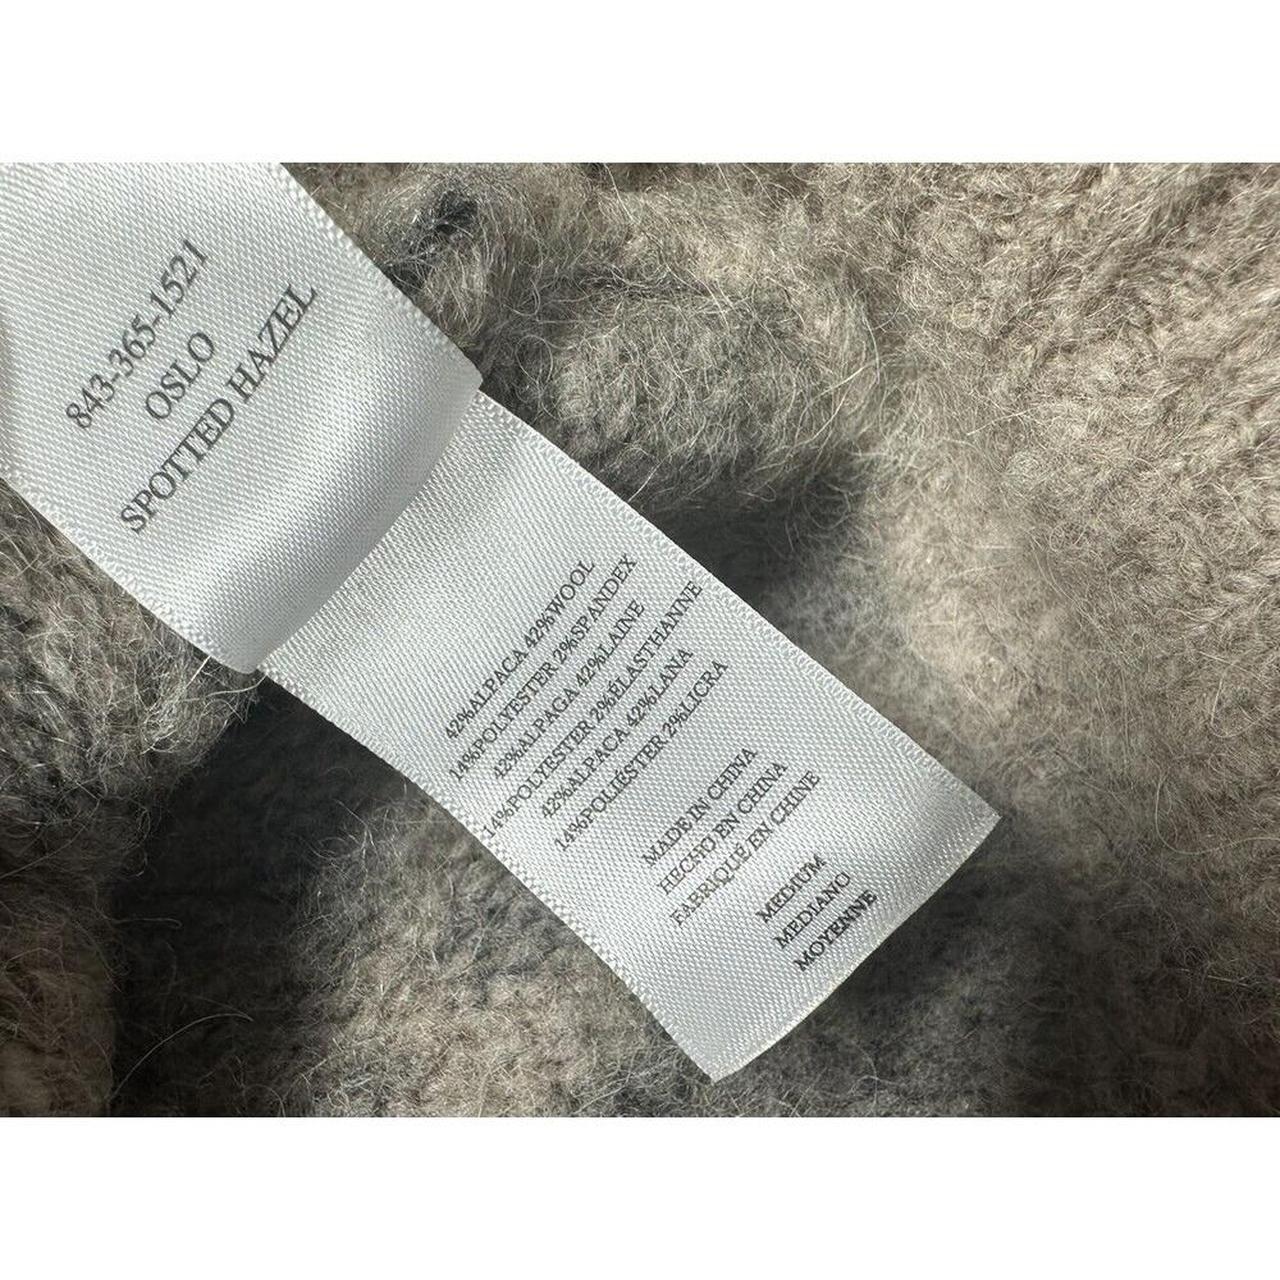 843-365-1521
OSLO
SPOTTED HAZEL
42%ALPACA 42%WOOL
14%POLYESTER 2%SPANDEX
42%ALPAGA 42%LAINE
14%POLYESTER 2%ÉLASTHANNE
42%ALPACA 42%LANA
14%POLIÉSTER 2%LICRA
MADE IN CHINA
HECHO EN CHINA
FABRIQUÉ EN CHINE
MEDIUM
MEDIANO
MOYENNE